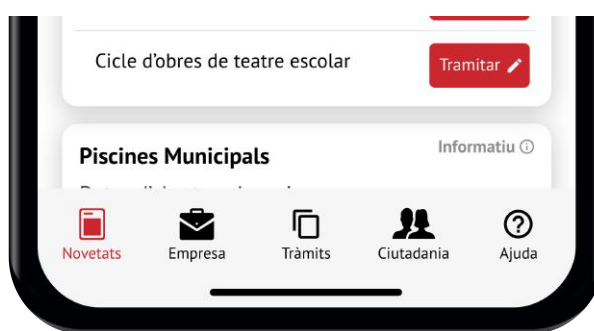 Cicle d'obres de teatre escolar
Tramitar
Piscines Municipals
Informatiu
Novetats
Empresa
Tràmits
Ciutadania
Ajuda